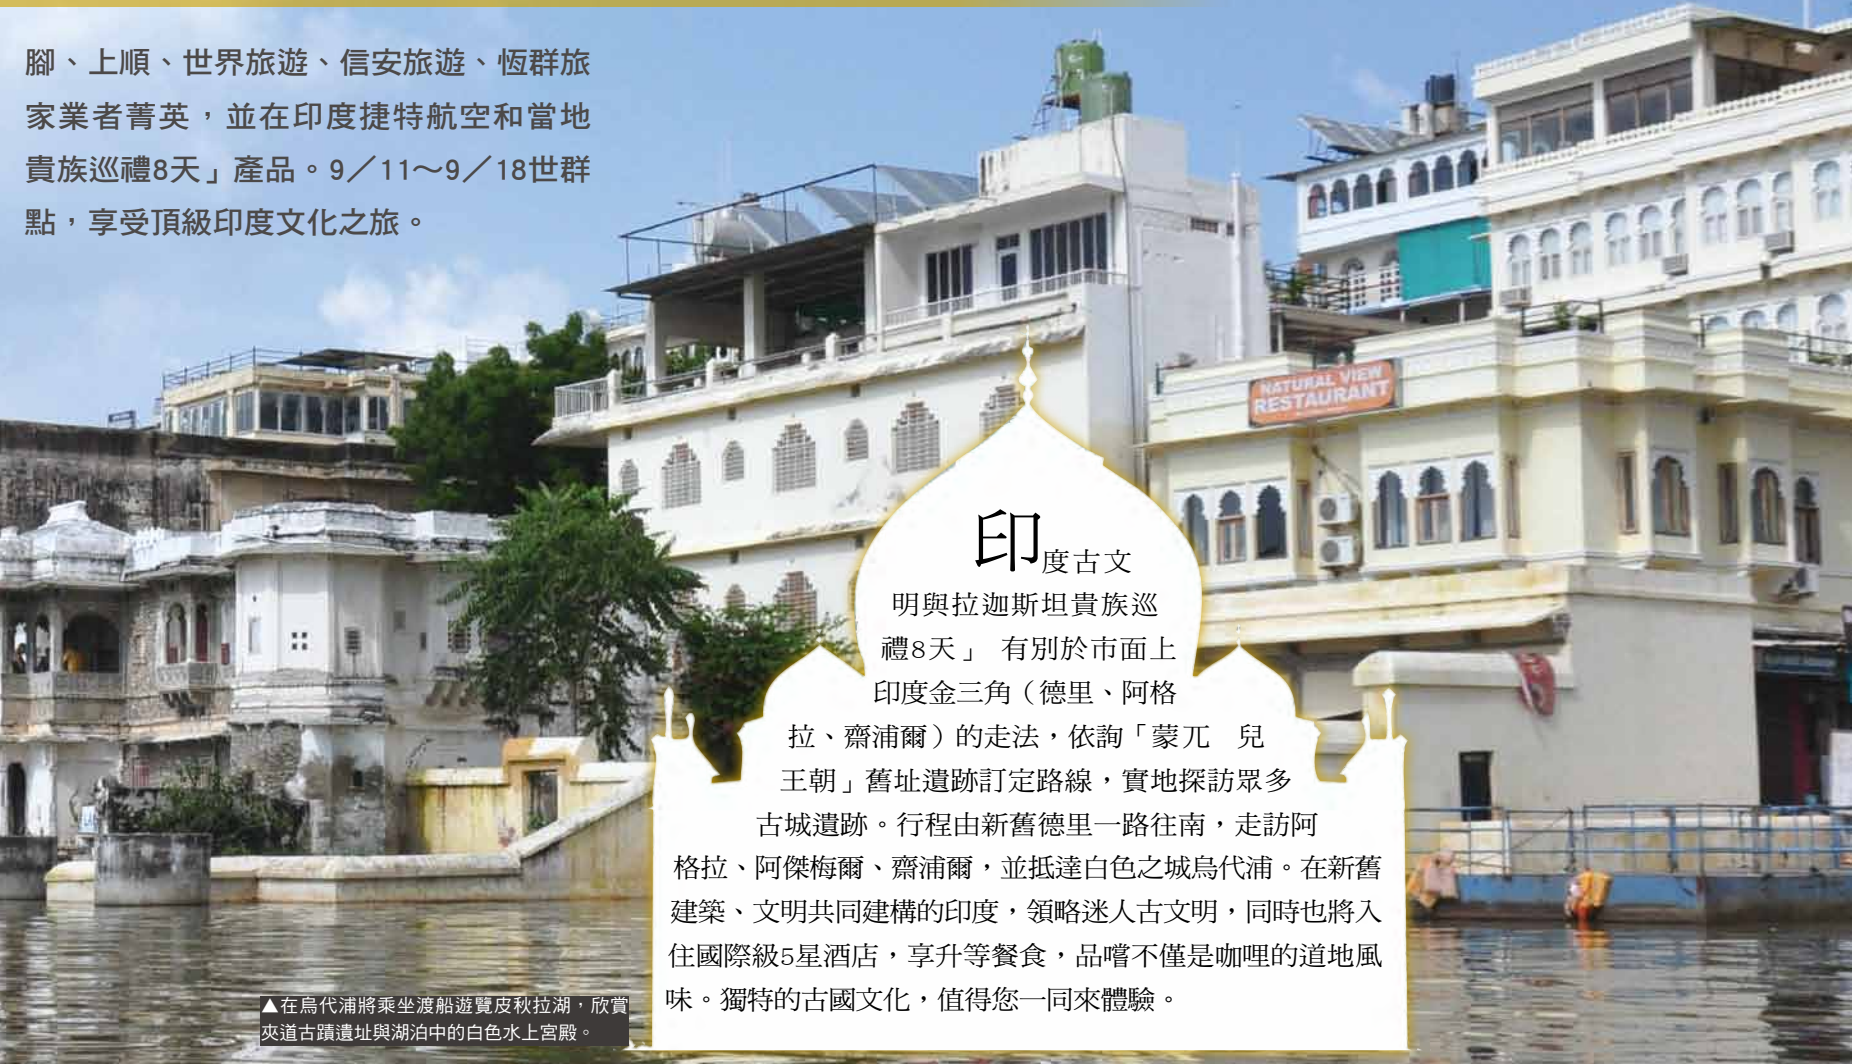 腳、上順、世界旅遊、信安旅遊、恆群旅
家業者菁英，並在印度捷特航空和當地
貴族巡禮8天」產品。9／11～9／18世群
點，享受頂級印度文化之旅。
NATURAL VIEW
RESTAURANT
印度古文
明與拉迦斯坦貴族巡
禮8天」 有別於市面上
印度金三角（德里、阿格
拉、齋浦爾）的走法，依詢「蒙兀 兒
王朝」舊址遺跡訂定路線，實地探訪眾多
古城遺跡。行程由新舊德里一路往南，走訪阿
格拉、阿傑梅爾、齋浦爾，並抵達白色之城烏代浦。在新舊
建築、文明共同建構的印度，領略迷人古文明，同時也將入
住國際級5星酒店，享升等餐食，品嚐不僅是咖哩的道地風
味。獨特的古國文化，值得您一同來體驗。
▲在烏代浦將乘坐渡船遊覽皮秋拉湖，欣賞
夾道古蹟遺址與湖泊中的白色水上宮殿。